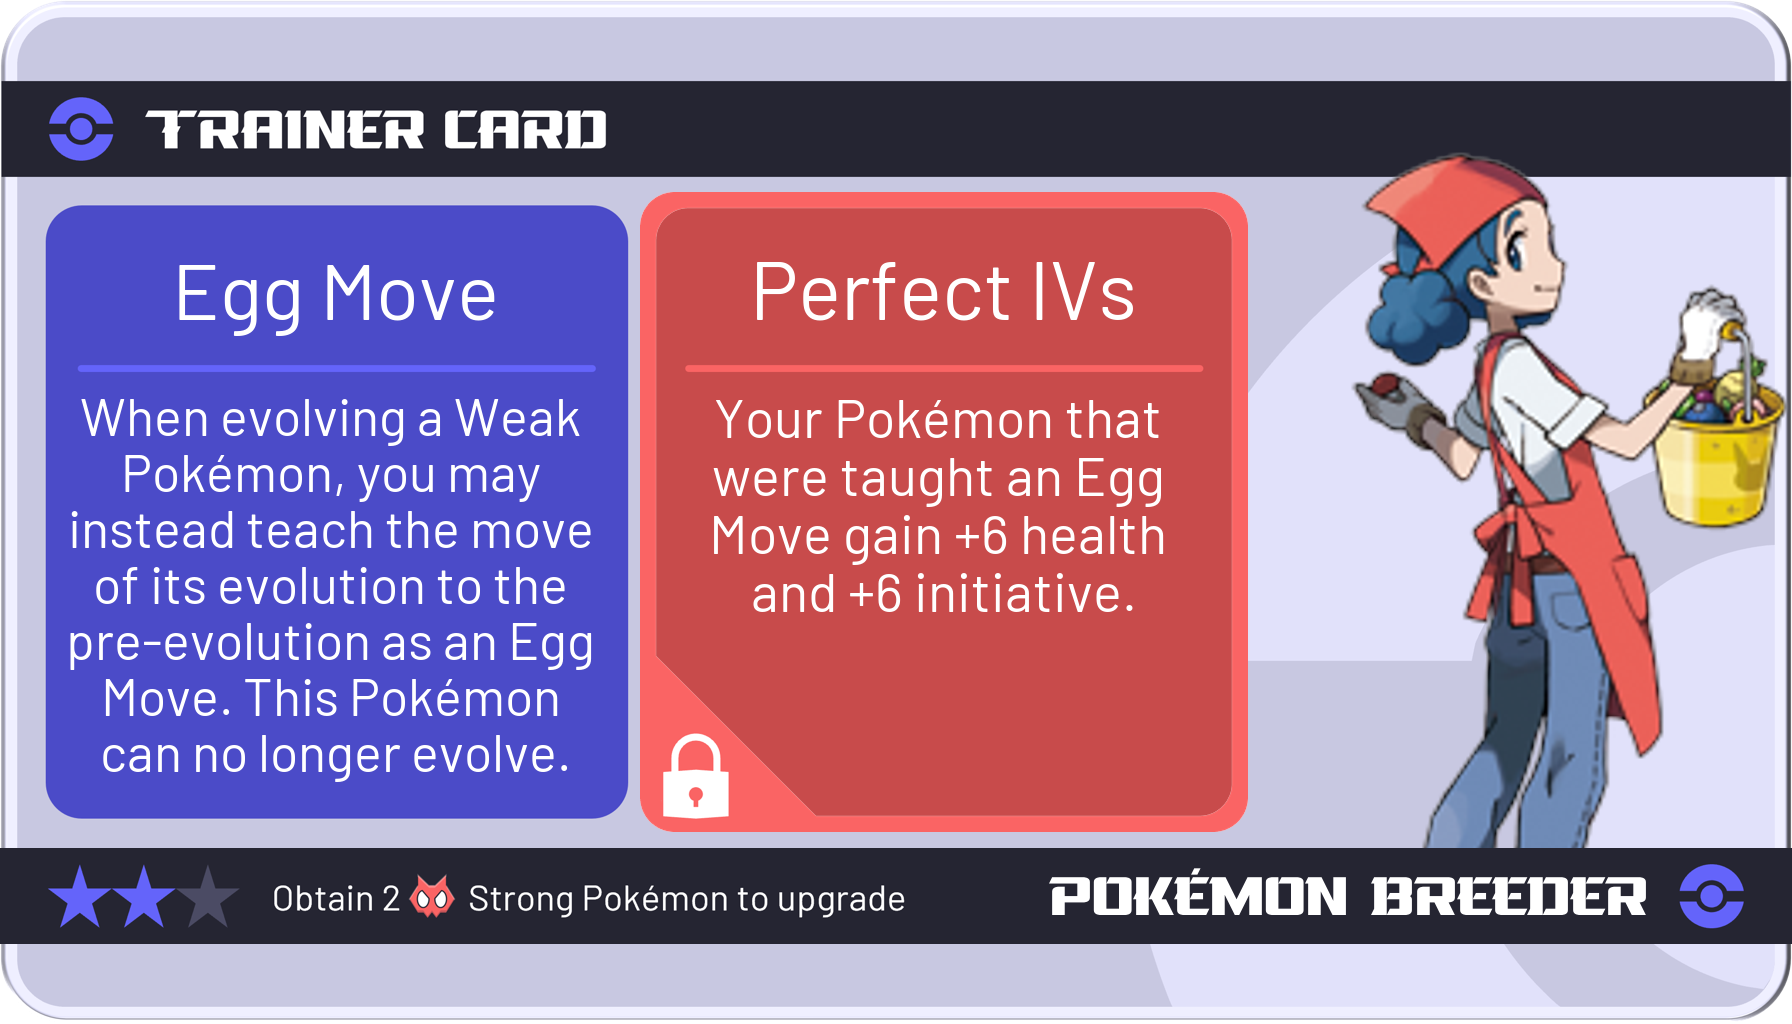 TRAINER CARD
Egg Move
When evolving a Weak
Pokémon, you may
instead teach the move
of its evolution to the
pre-evolution as an Egg
Move. This Pokémon
can no longer evolve.
Perfect IVs
Your Pokémon that
were taught an Egg
Move gain +6 health
and +6 initiative.
Obtain 2 Strong Pokémon to upgrade
POKÉMON BREEDER